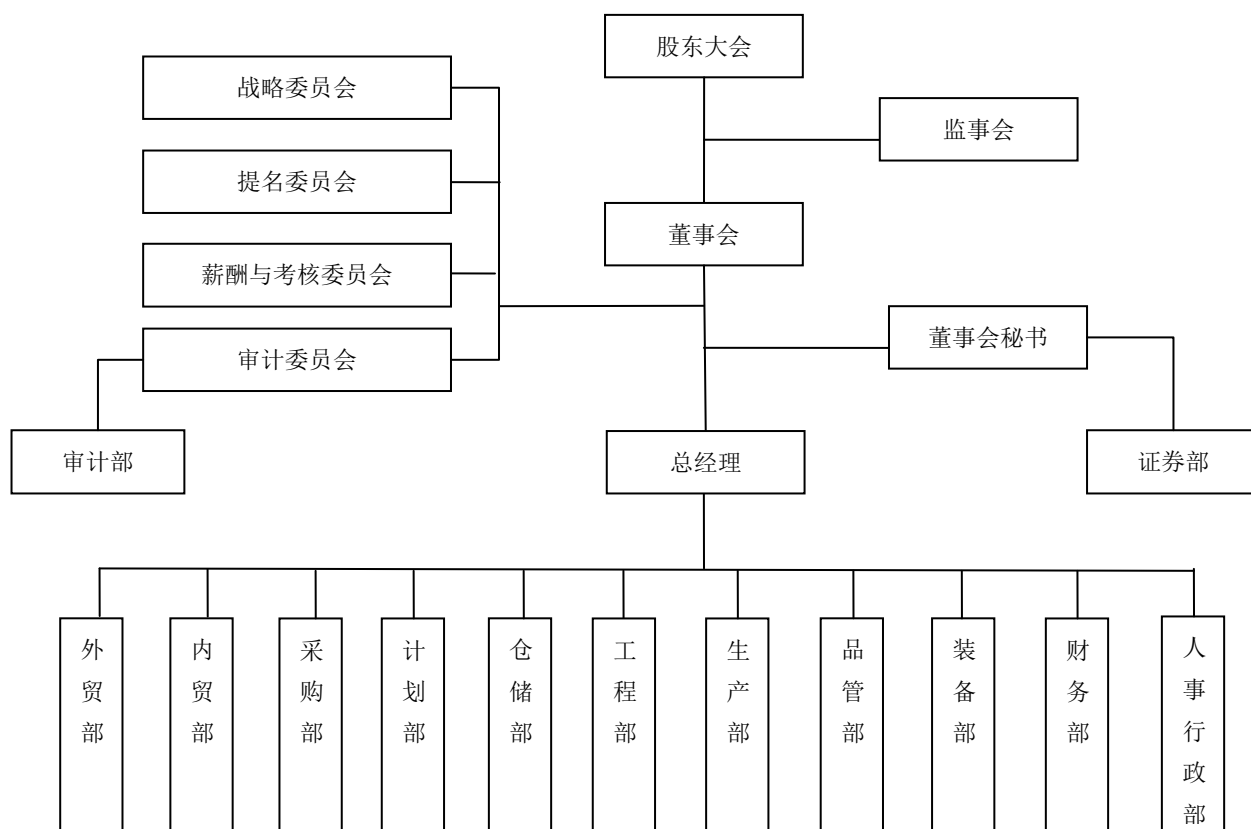 股东大会
战略委员会
监事会
提名委员会
董事会
薪酬与考核委员会
董事会秘书
审计委员会
审计部
总经理
证券部
外贸部
内贸部
采购部
计划部
仓储部
工程部
生产部
品管部
装备部
财务部
人事行政部